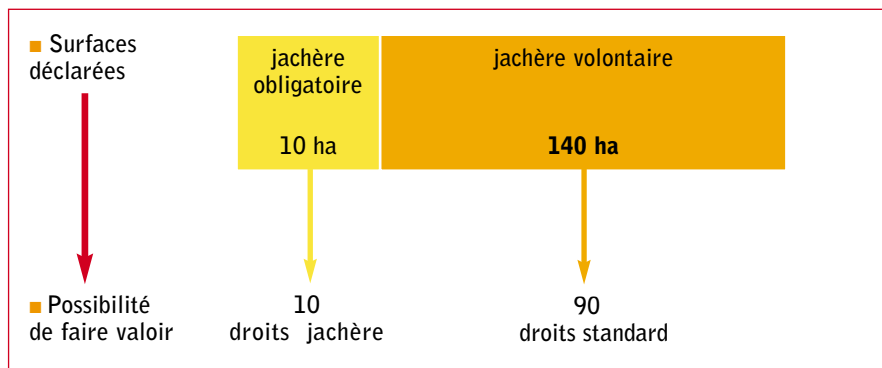 ■ Surfaces
déclarées
jachère
obligatoire
10 ha
jachère volontaire
140 ha
■ Possibilité
de faire valoir
10
droits jachère
90
droits standard